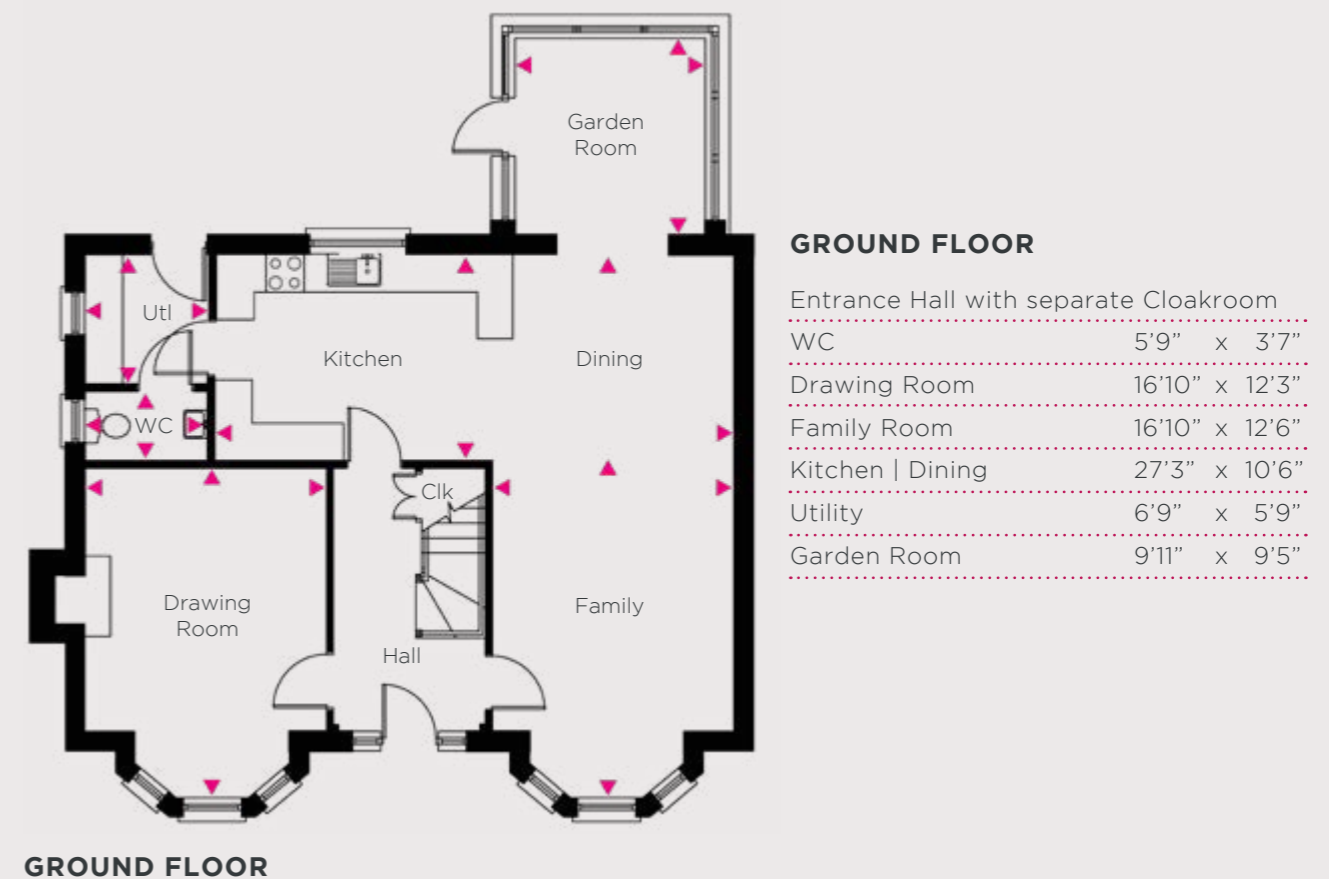 Garden
Room
Utl
Kitchen
Dining
WC
Clk
Drawing
Room
Family
Hall
GROUND FLOOR
GROUND FLOOR
Entrance Hall with separate Cloakroom
WC 5’9” x 3’7”
Drawing Room 16’10” x 12’3”
Family Room 16’10” x 12’6”
Kitchen | Dining 27’3” x 10’6”
Utility 6’9” x 5’9”
Garden Room 9’11” x 9’5”